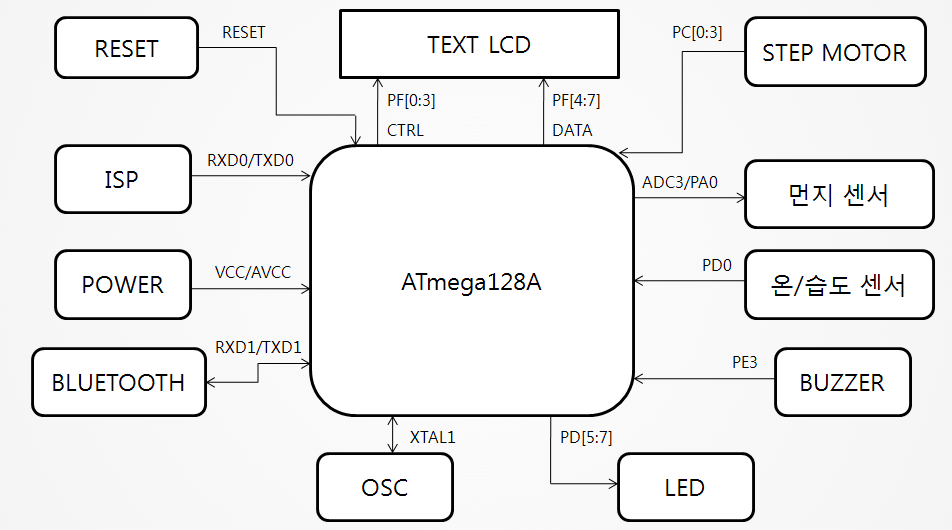 RESET
RESET
TEXT LCD
PC[0:3]
STEP MOTOR
PF[0:3]
CTRL
PF[4:7]
DATA
ISP
RXD0/TXD0
ADC3/PA0
먼지 센서
POWER
VCC/AVCC
ATmega128A
PD0
온/습도 센서
BLUETOOTH
RXD1/TXD1
PE3
BUZZER
XTAL1
OSC
PD[5:7]
LED